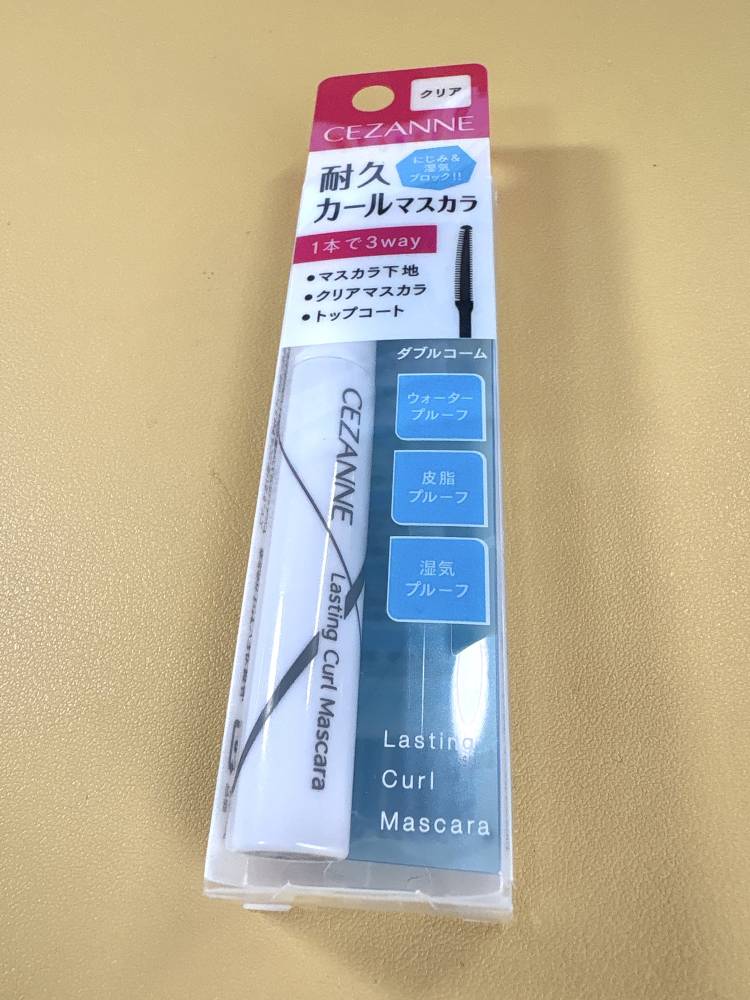 クリア
CEZANNE
耐久
カールマスカラ
にじみ&
湿気
ブロック!!
1本で3way
●マスカラ下地
●クリアマスカラ
●トップコート
ダブルコーム
ウォーター
プルーフ
皮脂
プルーフ
湿気
プルーフ
CEZANNE Lasting Curl Mascara
Lasting
Curl
Mascara